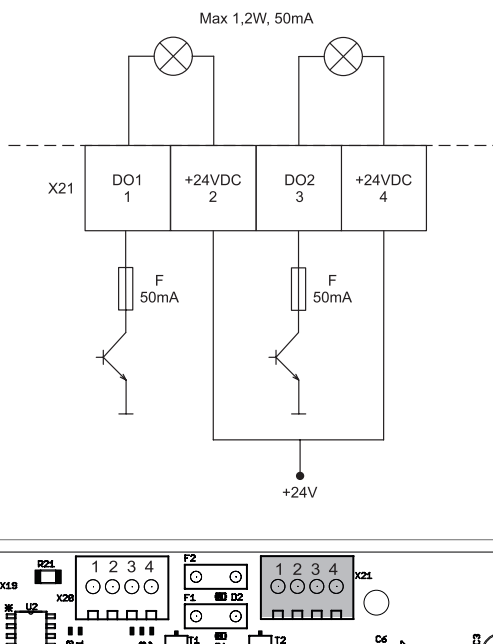 Max 1,2W, 50mA
X21
DO1
1
+24VDC
2
DO2
3
+24VDC
4
F
50mA
F
50mA
+24V
R21
1 2 3 4
F2
1 2 3 4
X21
X19
X20
F1
D2
U2
T1
T2
C6
C3